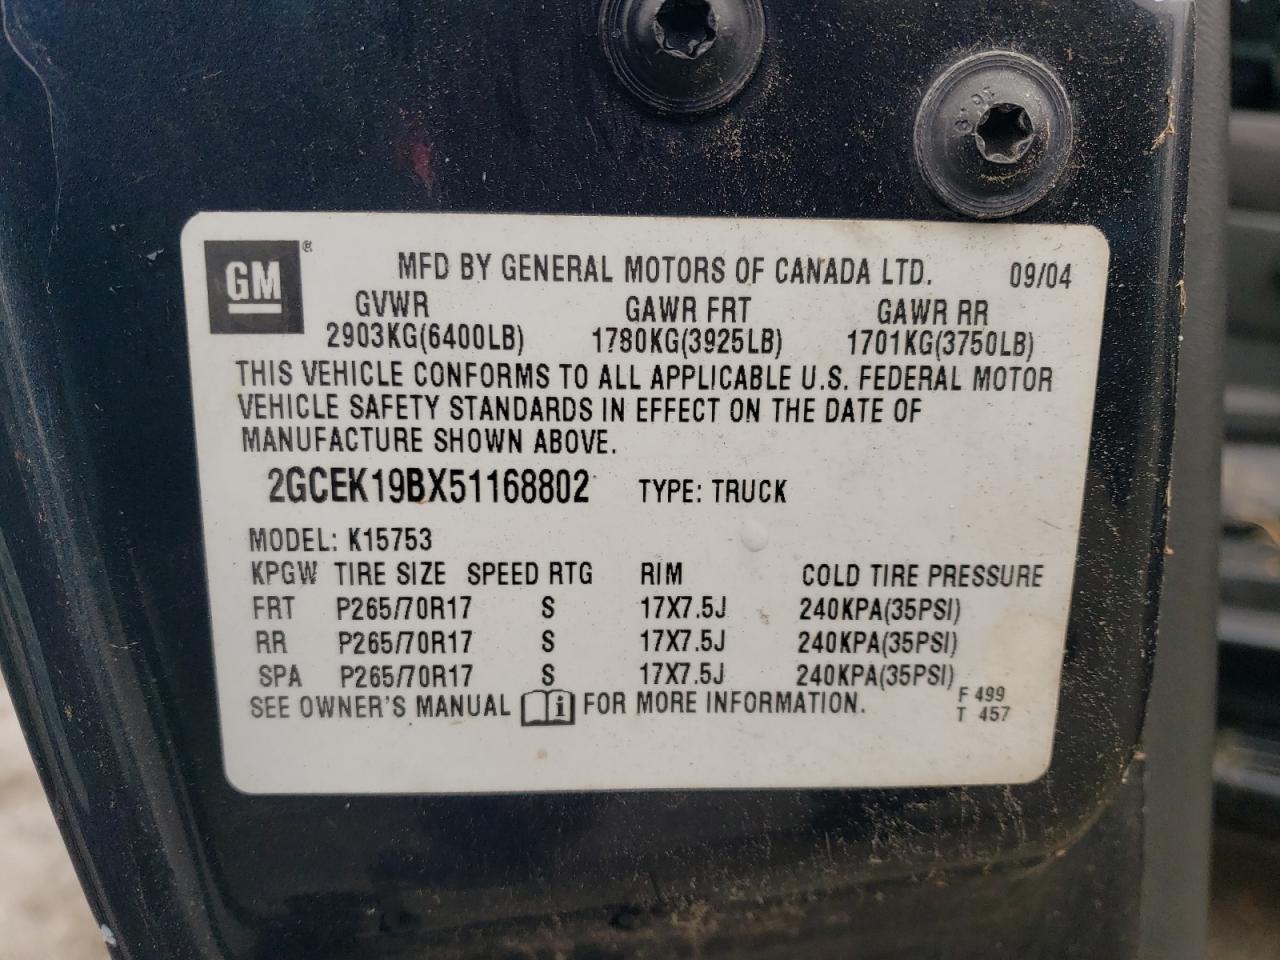 GM ®
MFD BY GENERAL MOTORS OF CANADA LTD. 09/04
GVWR GAWR FRT GAWR RR
2903KG(6400LB) 1780KG(3925LB) 1701KG(3750LB)
THIS VEHICLE CONFORMS TO ALL APPLICABLE U.S. FEDERAL MOTOR
VEHICLE SAFETY STANDARDS IN EFFECT ON THE DATE OF
MANUFACTURE SHOWN ABOVE.
2GCEK19BX51168802 TYPE: TRUCK
MODEL: K15753
KPGW TIRE SIZE SPEED RTG RIM COLD TIRE PRESSURE
FRT P265/70R17 S 17X7.5J 240KPA(35PSI)
RR P265/70R17 S 17X7.5J 240KPA(35PSI)
SPA P265/70R17 S 17X7.5J 240KPA(35PSI)
SEE OWNER'S MANUAL i FOR MORE INFORMATION.
F 499
T 457